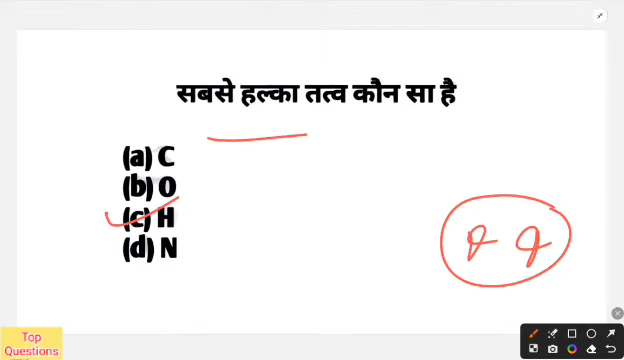 सबसे हल्का तत्व कौन सा है
(a) C
(b) O
(c) H
(d) N
Top
Questions